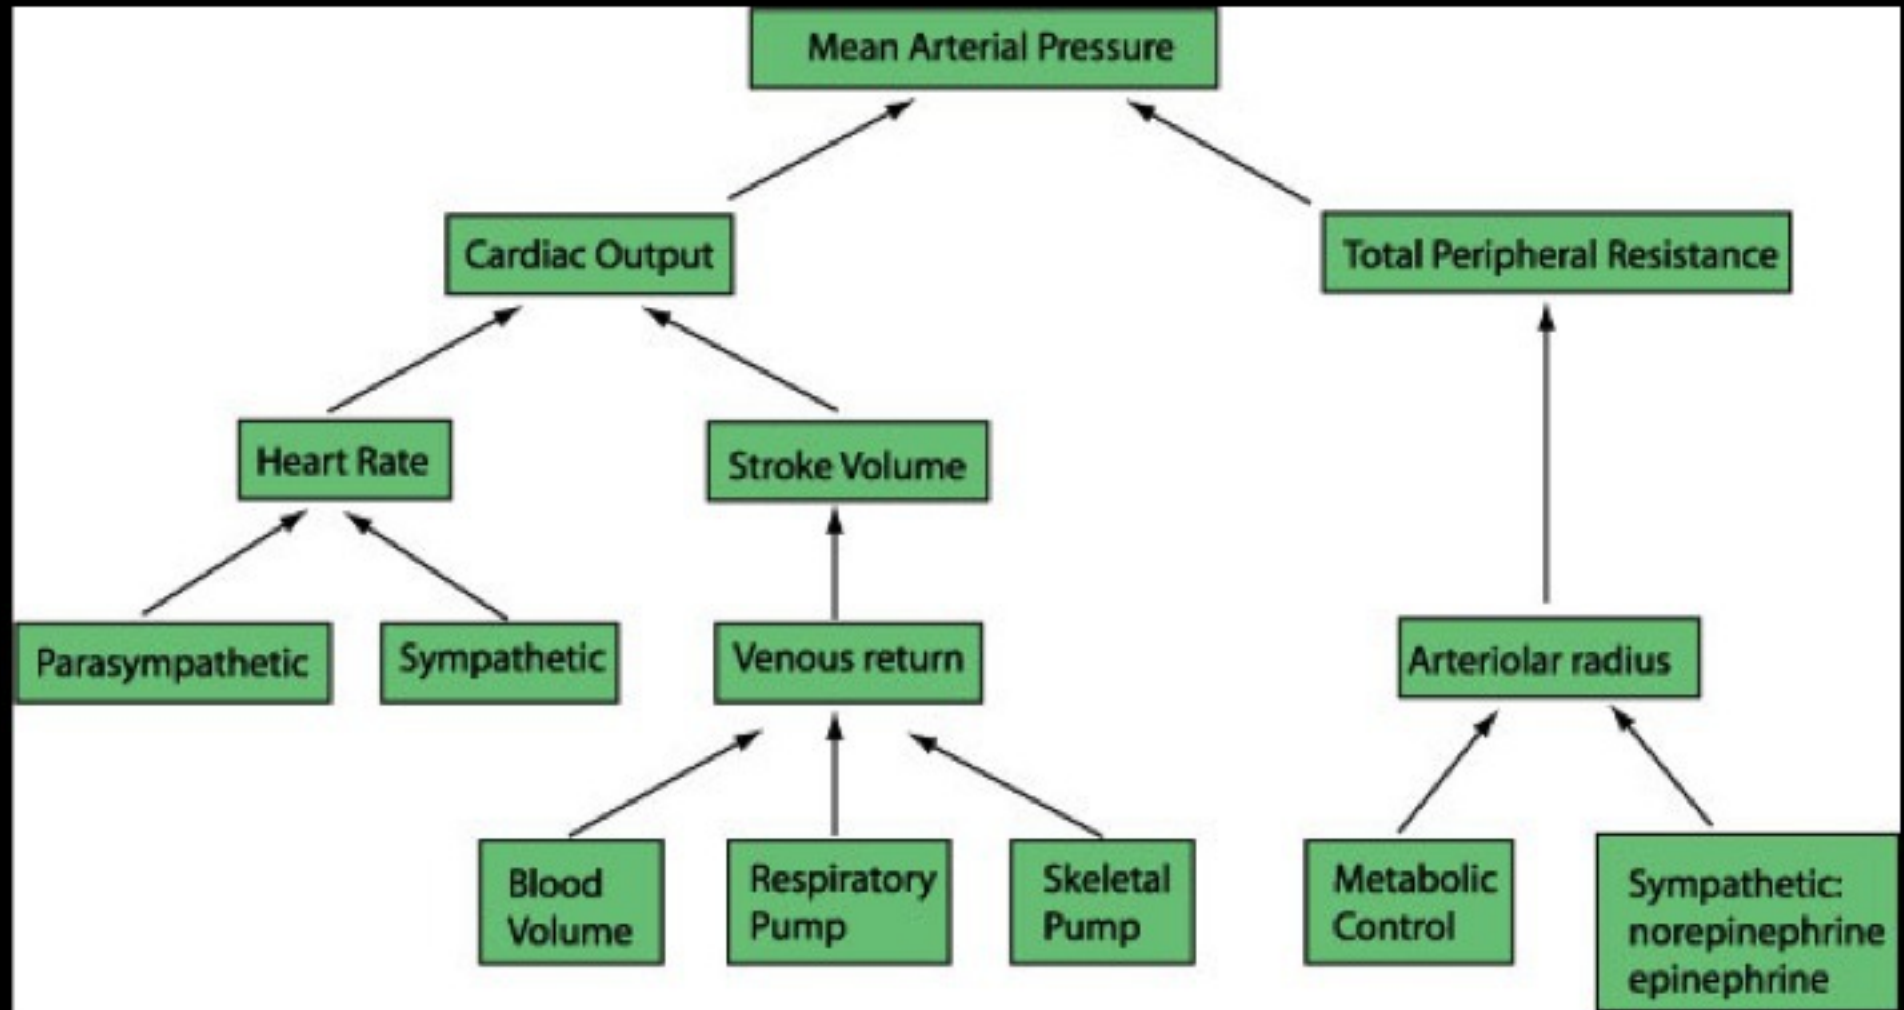 Mean Arterial Pressure
Cardiac Output
Total Peripheral Resistance
Heart Rate
Stroke Volume
Parasympathetic
Sympathetic
Venous return
Arteriolar radius
Blood
Volume
Respiratory
Pump
Skeletal
Pump
Metabolic
Control
Sympathetic:
norepinephrine
epinephrine